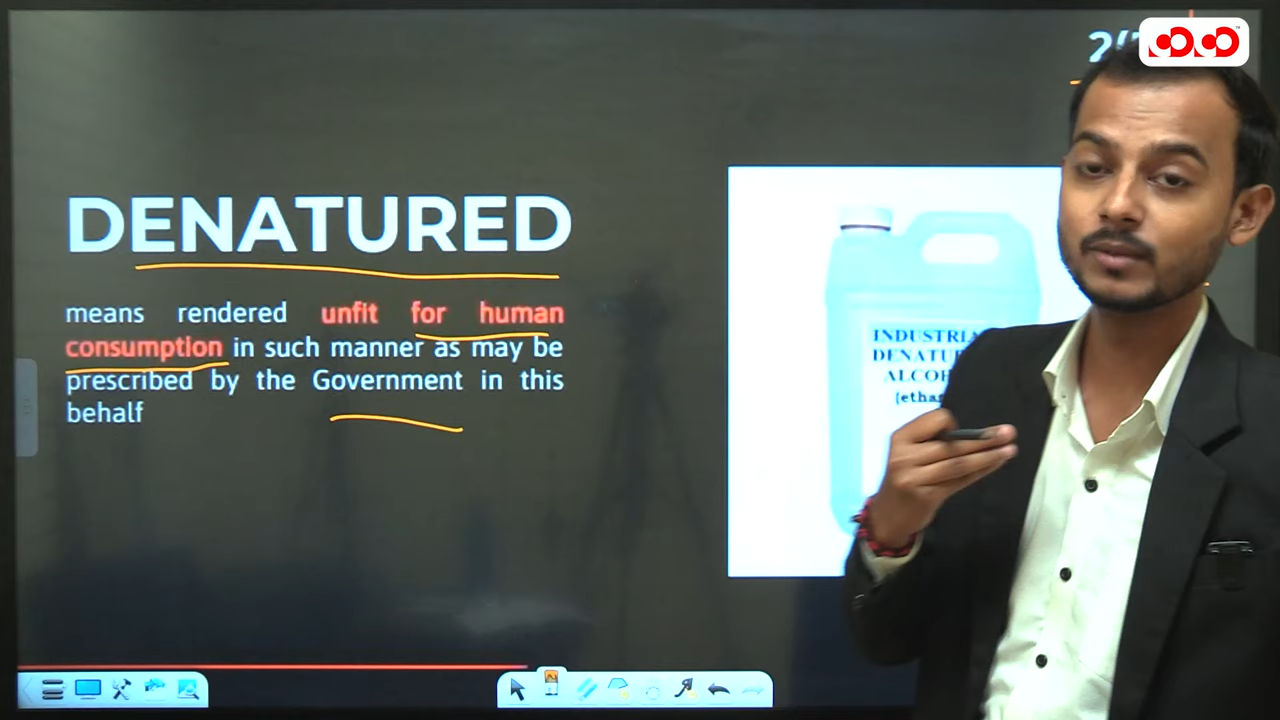 DENATURED
means rendered unfit for human
consumption in such manner as may be
prescribed by the Government in this
behalf
INDUSTRIAL